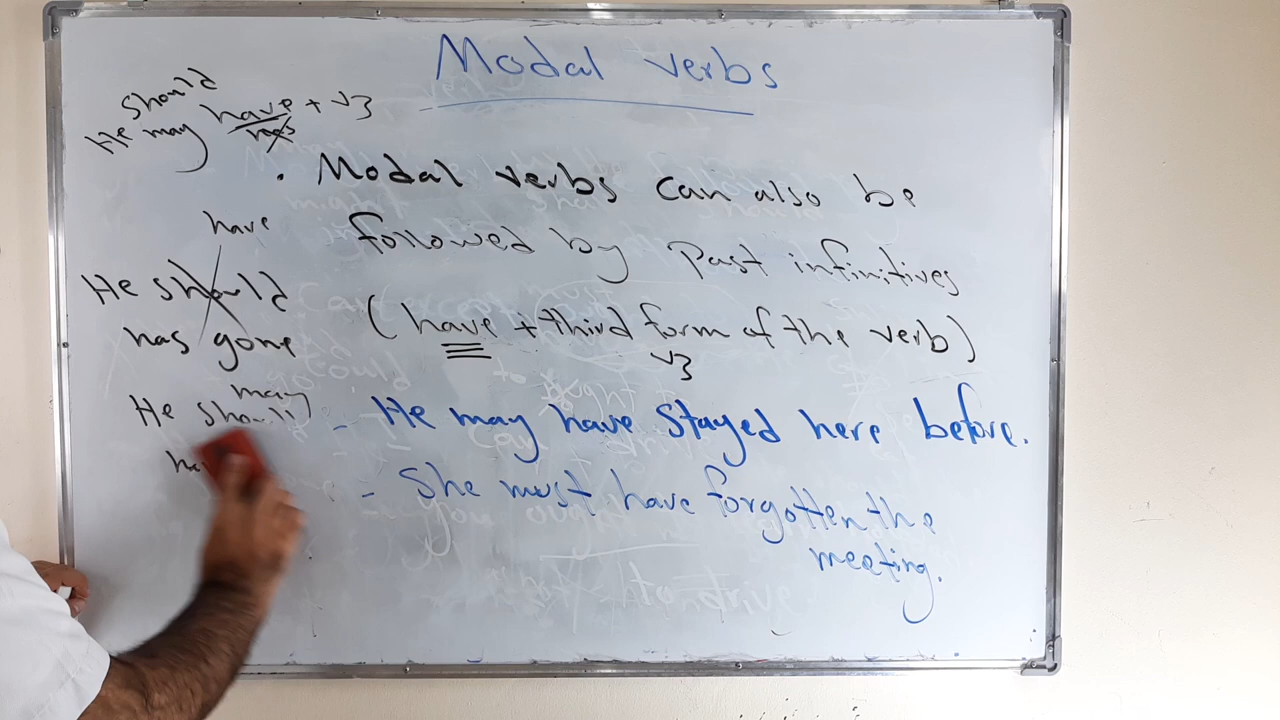 Modal verbs
should
He may have + v3
has
. Modal verbs can also be
followed by past infinitives
(have + third form of the verb)
v3
- He may have stayed here before.
- She must have forgotten the
meeting.
have
He should
has gone
may
He should